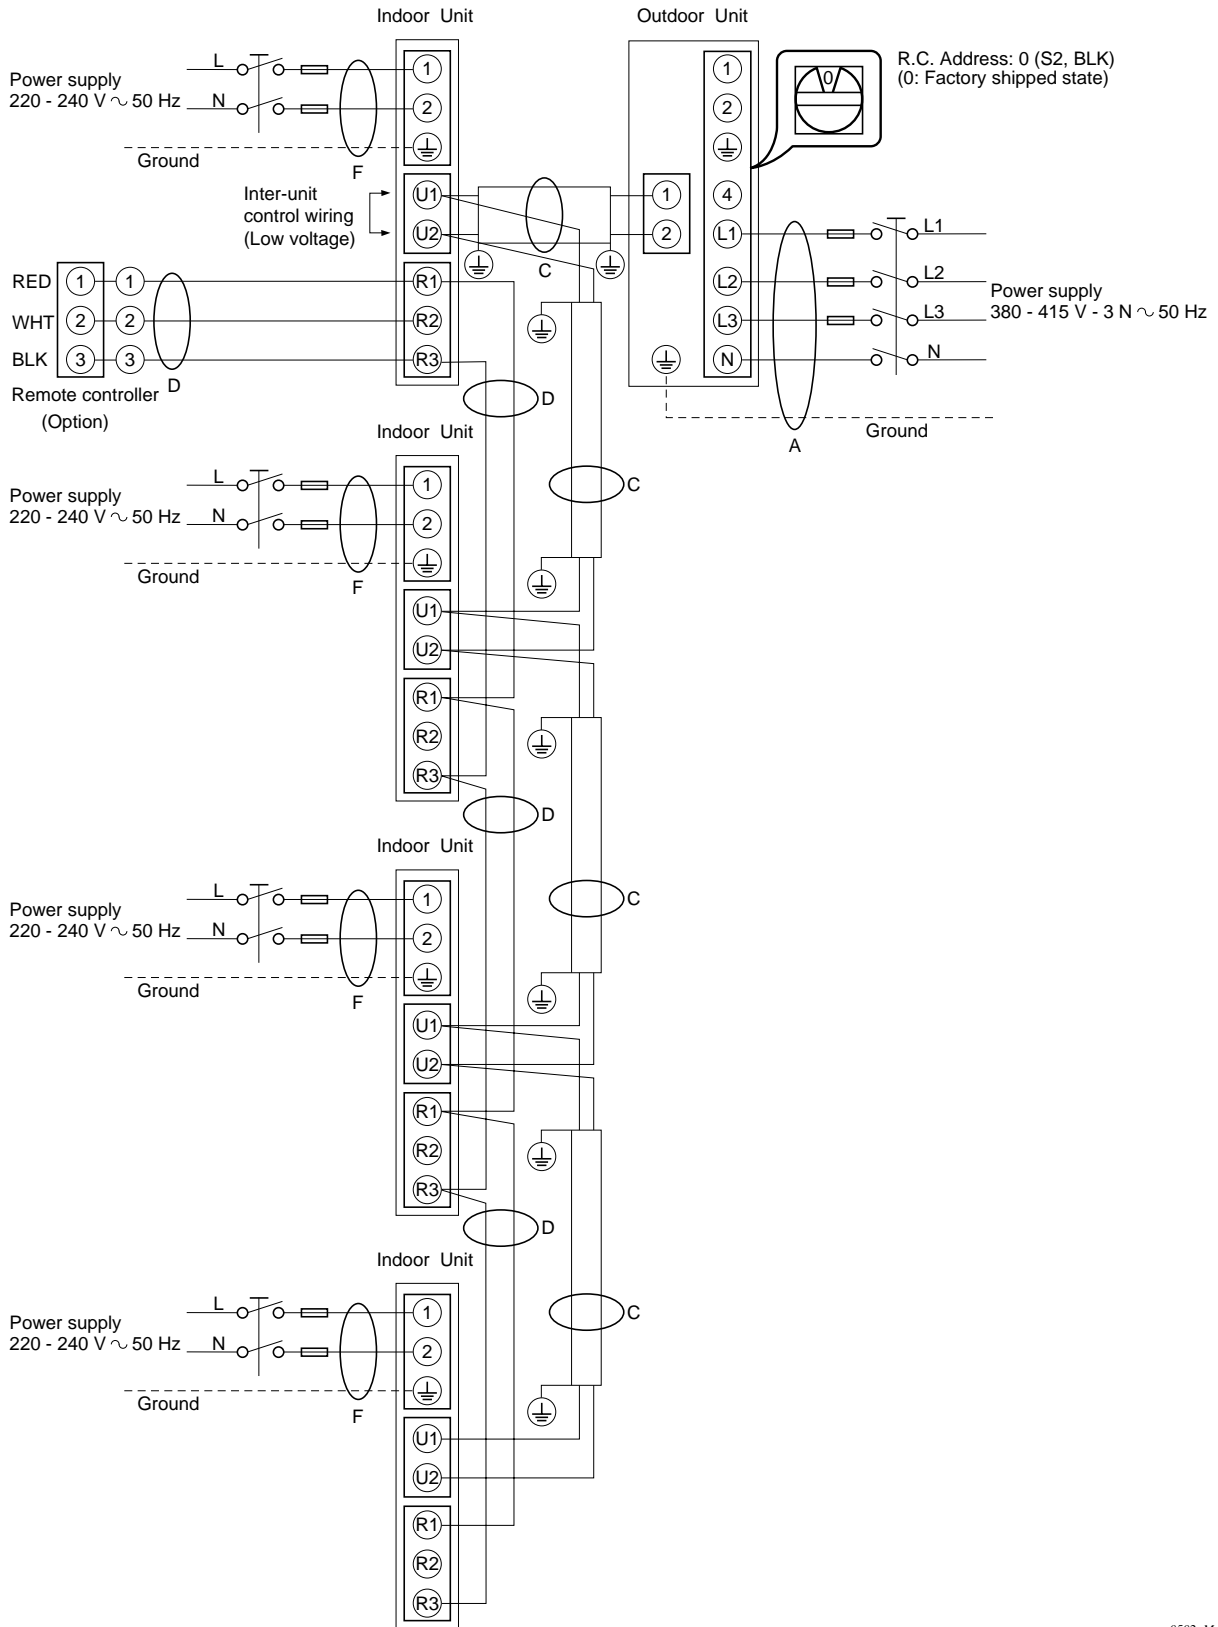 Indoor Unit
Outdoor Unit
L
Power supply
220 - 240 V ∿ 50 Hz
N
Ground
F
1
2
1
2
4
L1
L2
L3
N
0
R.C. Address: 0 (S2, BLK)
(0: Factory shipped state)
Inter-unit
control wiring
(Low voltage)
U1
U2
C
1
2
L1
L2
L3
N
Power supply
380 - 415 V - 3 N ∿ 50 Hz
Ground
A
RED 1 1
WHT 2 2
BLK 3 3
Remote controller
(Option)
D
R1
R2
R3
D
C
Indoor Unit
L
Power supply
220 - 240 V ∿ 50 Hz
N
Ground
F
1
2
U1
U2
R1
R2
R3
D
C
Indoor Unit
L
Power supply
220 - 240 V ∿ 50 Hz
N
Ground
F
1
2
U1
U2
R1
R2
R3
D
C
Indoor Unit
L
Power supply
220 - 240 V ∿ 50 Hz
N
Ground
F
1
2
U1
U2
R1
R2
R3